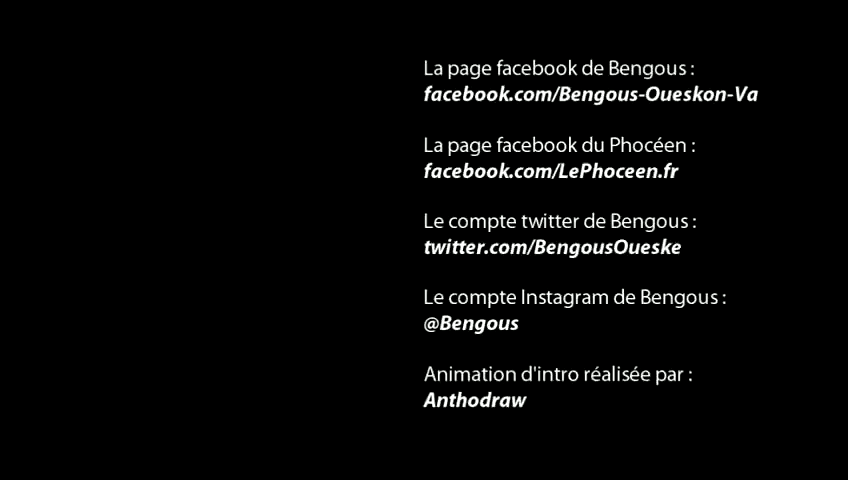 La page facebook de Bengous :
facebook.com/Bengous-Oueskon-Va
La page facebook du Phocéen :
facebook.com/LePhoceen.fr
Le compte twitter de Bengous :
twitter.com/BengousOueske
Le compte Instagram de Bengous :
@Bengous
Animation d'intro réalisée par :
Anthodraw